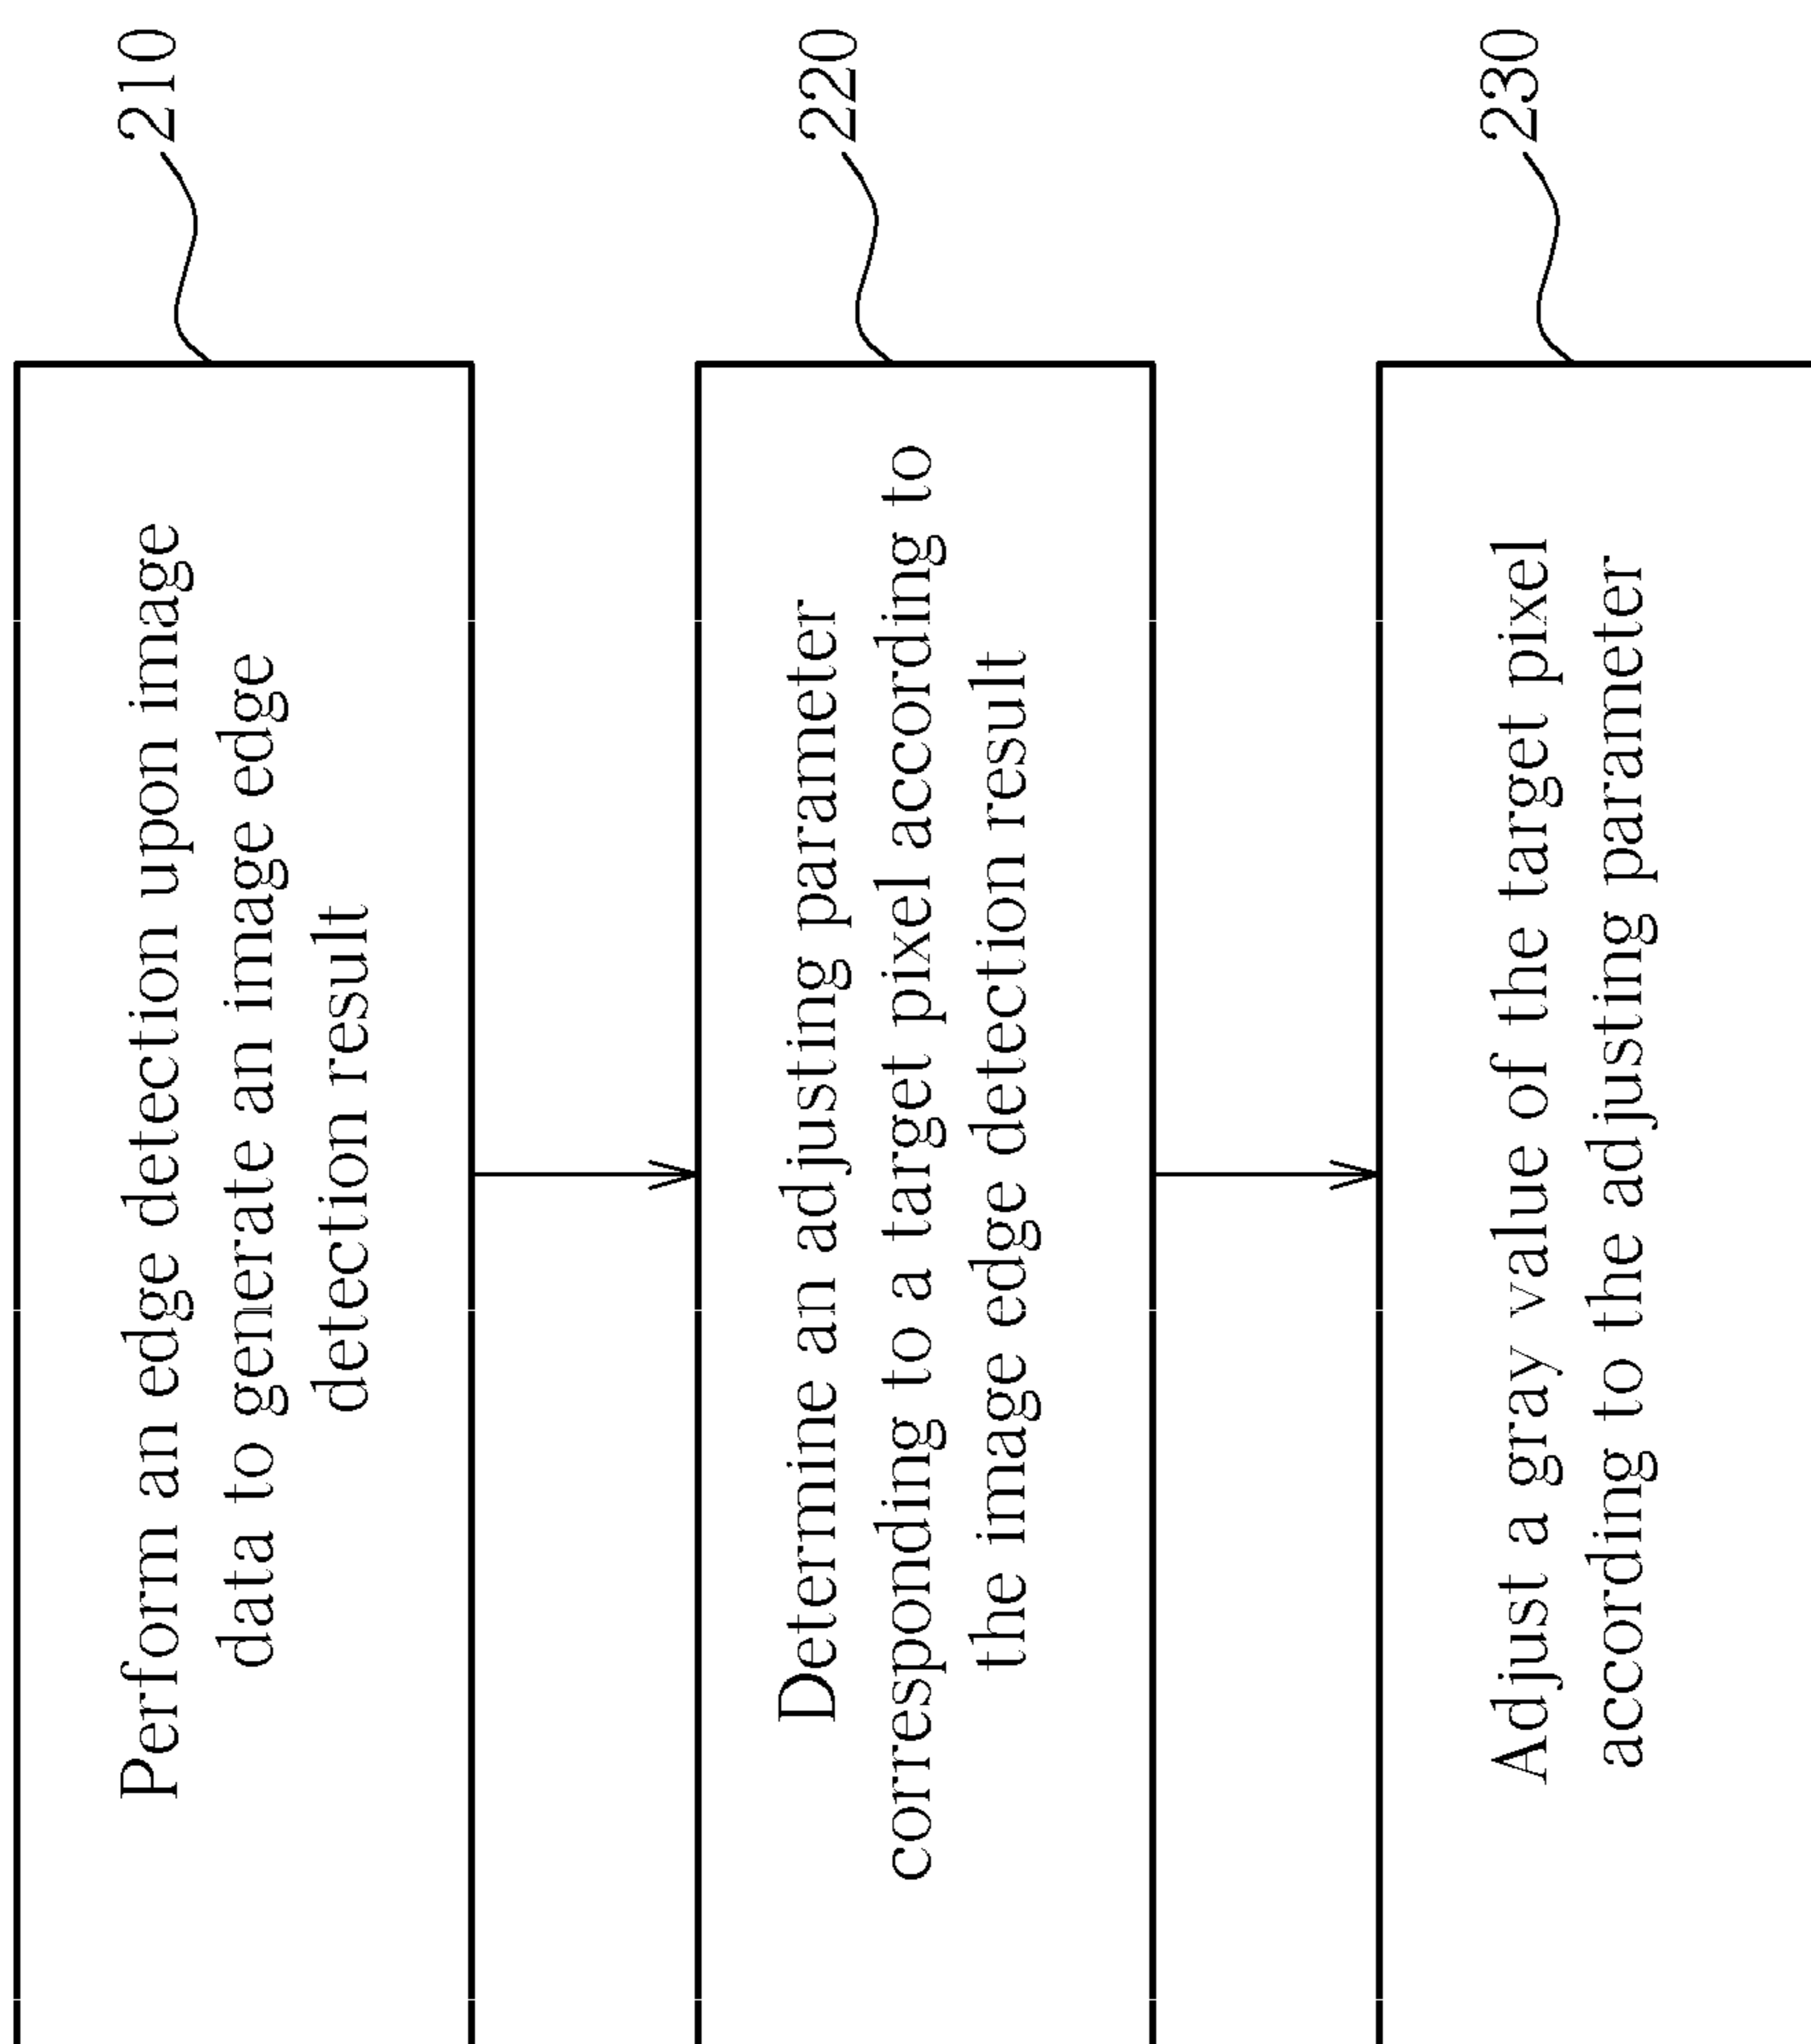 Perform an edge detection upon image
data to generate an image edge
detection result
210
Determine an adjusting parameter
corresponding to a target pixel according to
the image edge detection result
220
Adjust a gray value of the target pixel
according to the adjusting parameter
230